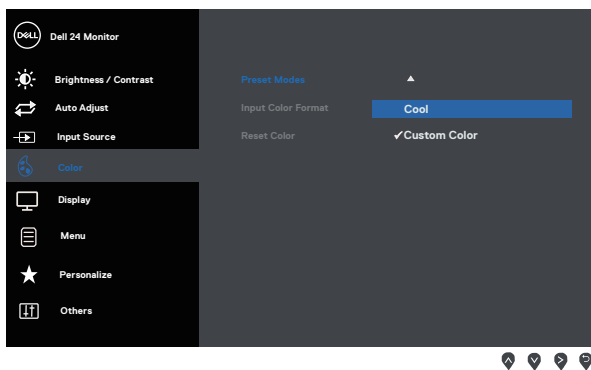 DELL Dell 24 Monitor
Brightness / Contrast
Auto Adjust
Input Source
Color
Display
Menu
Personalize
Others
Preset Modes
Input Color Format
Reset Color
Cool
✓Custom Color